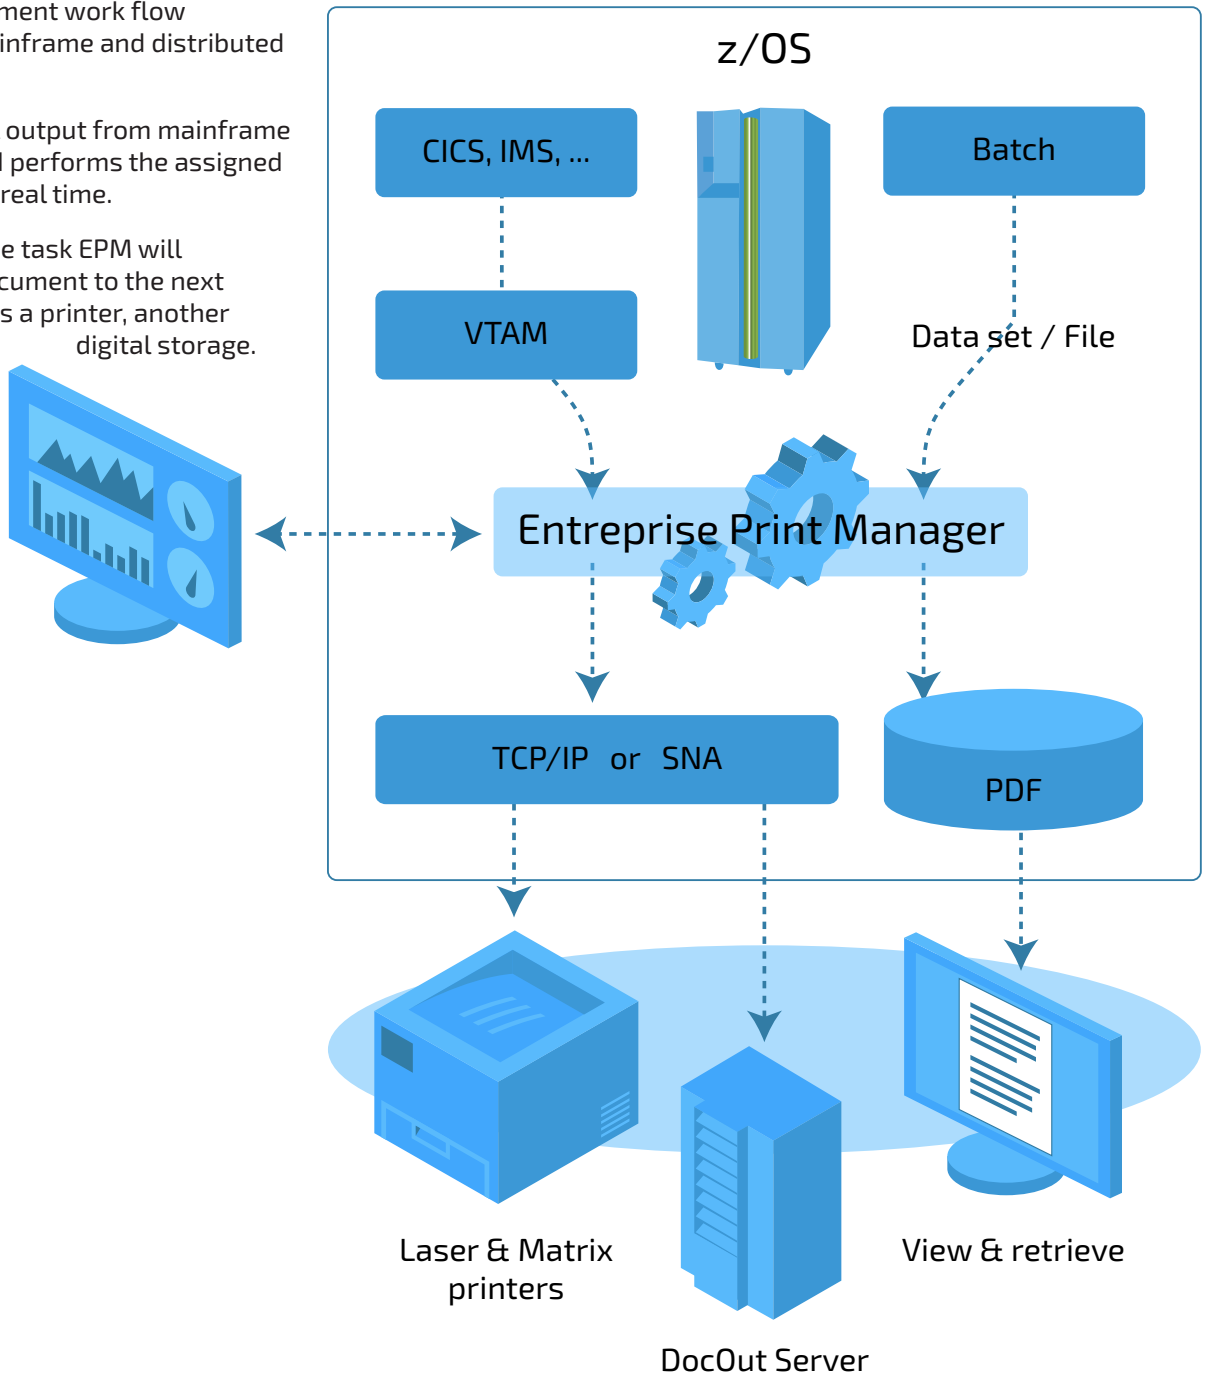 ment work flow
inframe and distributed
output from mainframe
performs the assigned
real time.
e task EPM will
cument to the next
s a printer, another
digital storage.
z/OS
CICS, IMS, ...
Batch
VTAM
Data set / File
Entreprise Print Manager
TCP/IP or SNA
PDF
Laser & Matrix
printers
View & retrieve
DocOut Server